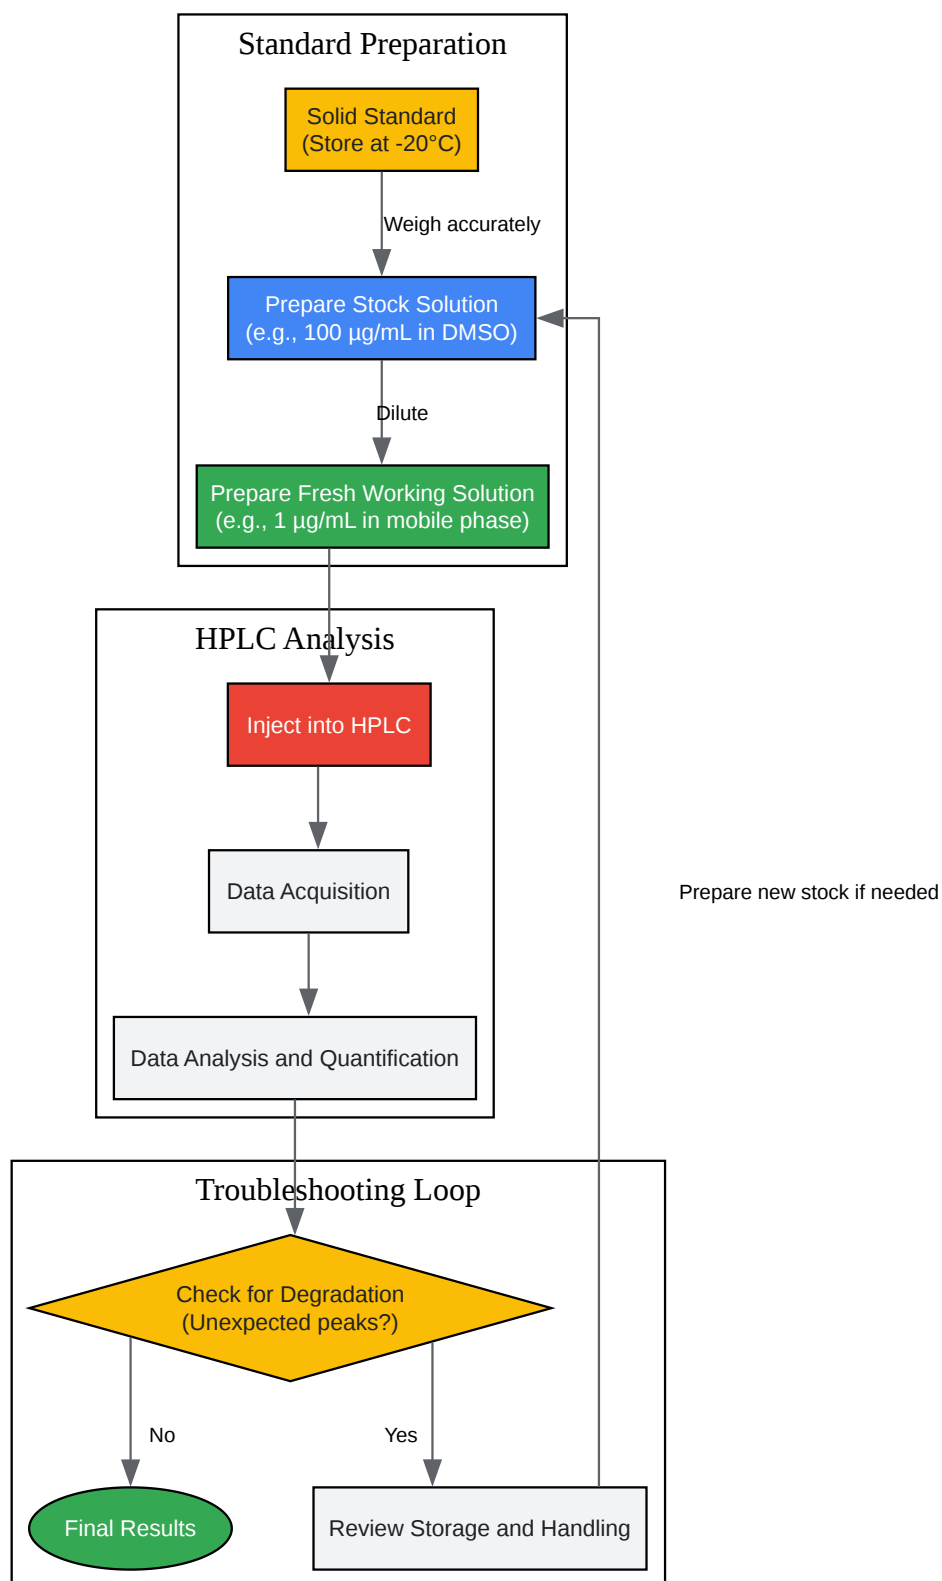 Standard Preparation
Solid Standard
(Store at -20°C)
Weigh accurately
Prepare Stock Solution
(e.g., 100 µg/mL in DMSO)
Dilute
Prepare Fresh Working Solution
(e.g., 1 µg/mL in mobile phase)
HPLC Analysis
Inject into HPLC
Data Acquisition
Prepare new stock if needed
Data Analysis and Quantification
Troubleshooting Loop
Check for Degradation
(Unexpected peaks?)
No
Yes
Final Results
Review Storage and Handling